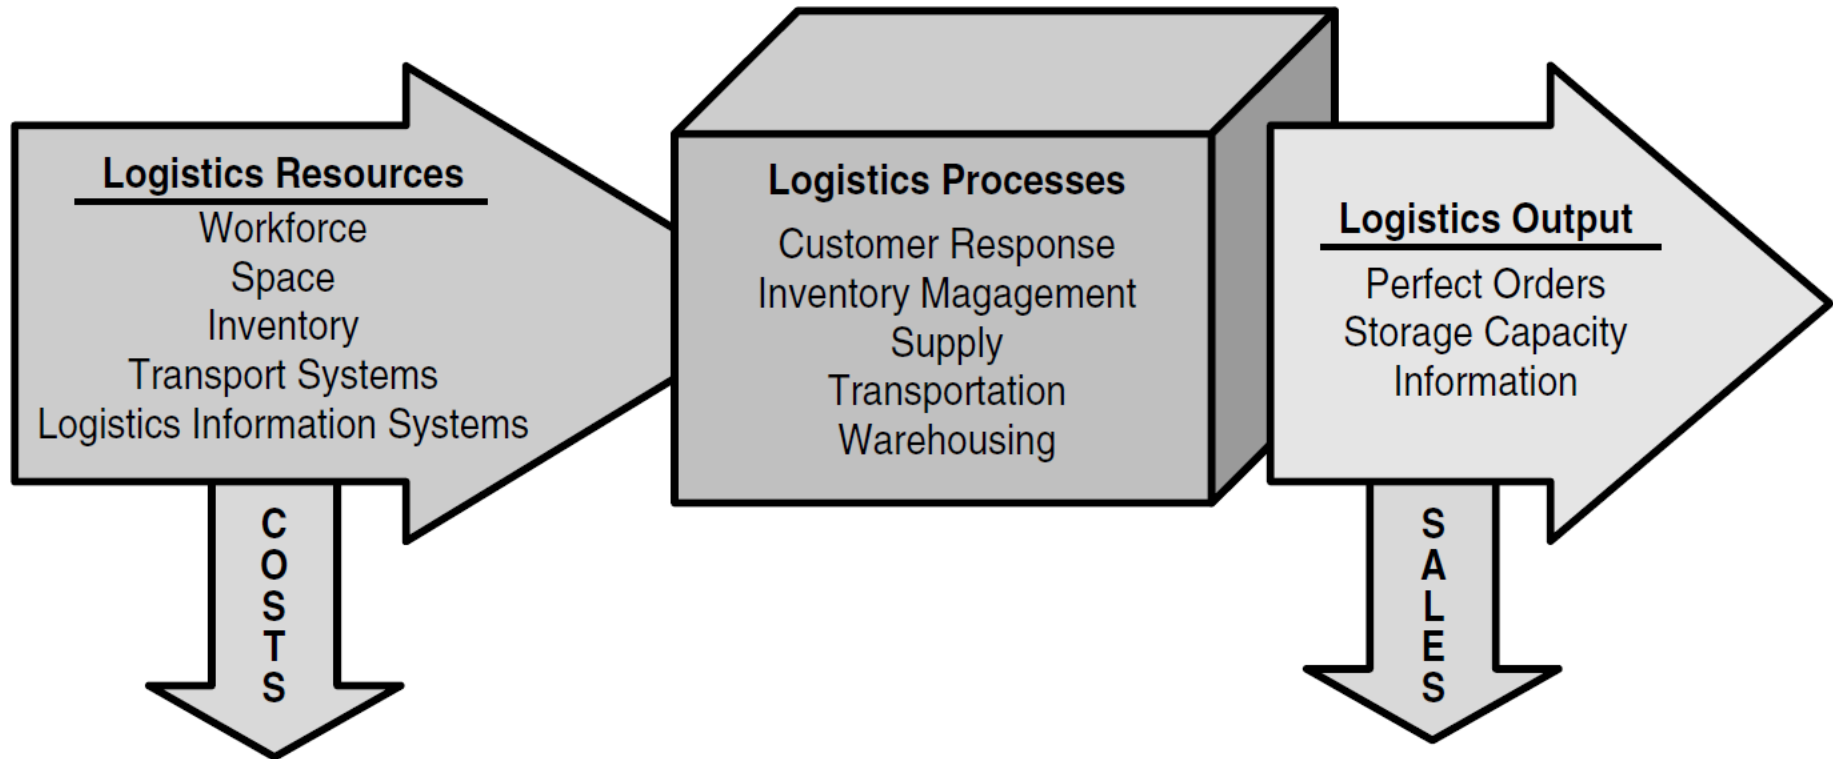 Logistics Resources
Workforce
Space
Inventory
Transport Systems
Logistics Information Systems
COSTS
Logistics Processes
Customer Response
Inventory Magagement
Supply
Transportation
Warehousing
Logistics Output
Perfect Orders
Storage Capacity
Information
SALES